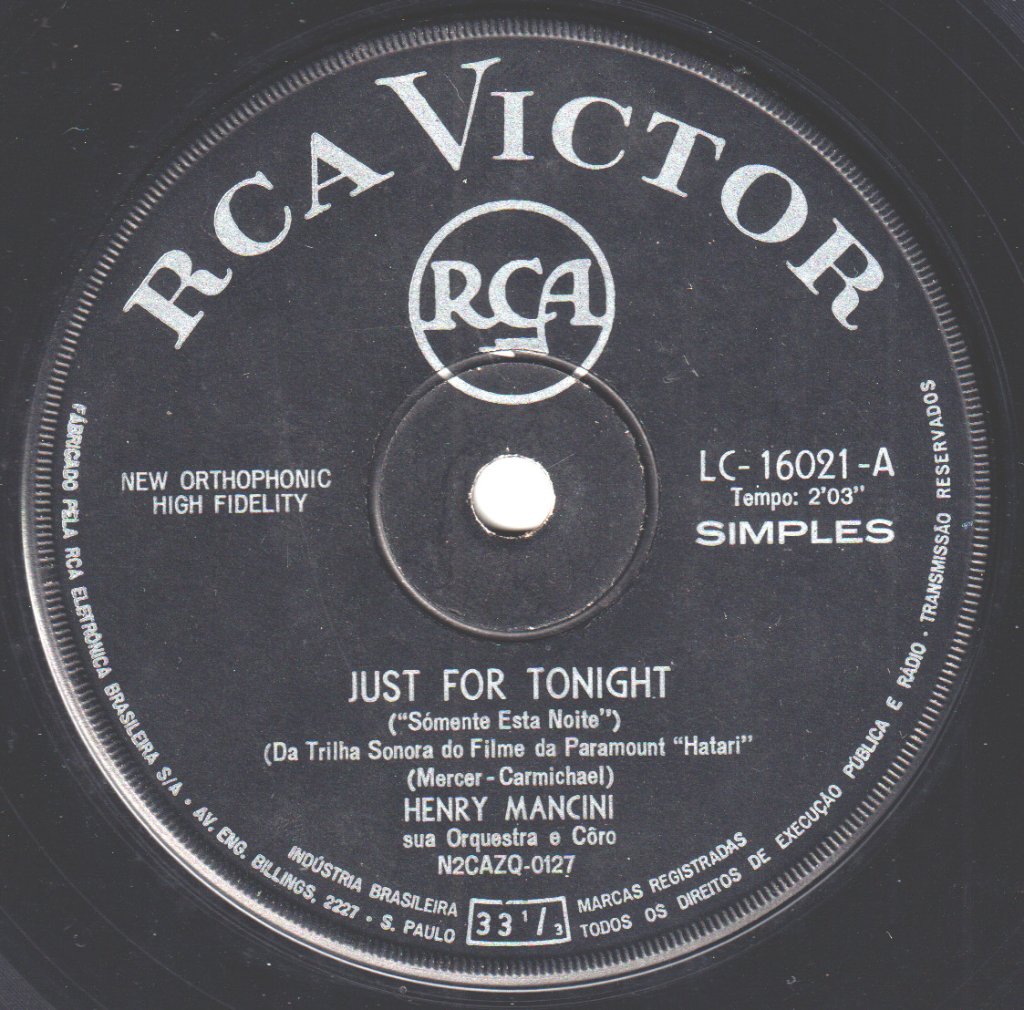 RCA VICTOR
RCA
NEW ORTHOPHONIC
HIGH FIDELITY
LC-16021-A
Tempo: 2'03"
SIMPLES
JUST FOR TONIGHT
("Sómente Esta Noite")
(Da Trilha Sonora do Filme da Paramount "Hatari"
(Mercer-Carmichael)
HENRY MANCINI
sua Orquestra e Côro
N2CAZQ-0127
FÁBRICADO PELA RCA ELETRÔNICA BRASILEIRA S/A · AV. ENG. BILLINGS, 2227 · S. PAULO
INDÚSTRIA BRASILEIRA
33 1/3
MARCAS REGISTRADAS
TODOS OS DIREITOS DE EXECUÇÃO PÚBLICA E RÁDIO · TRANSMISSÃO RESERVADOS